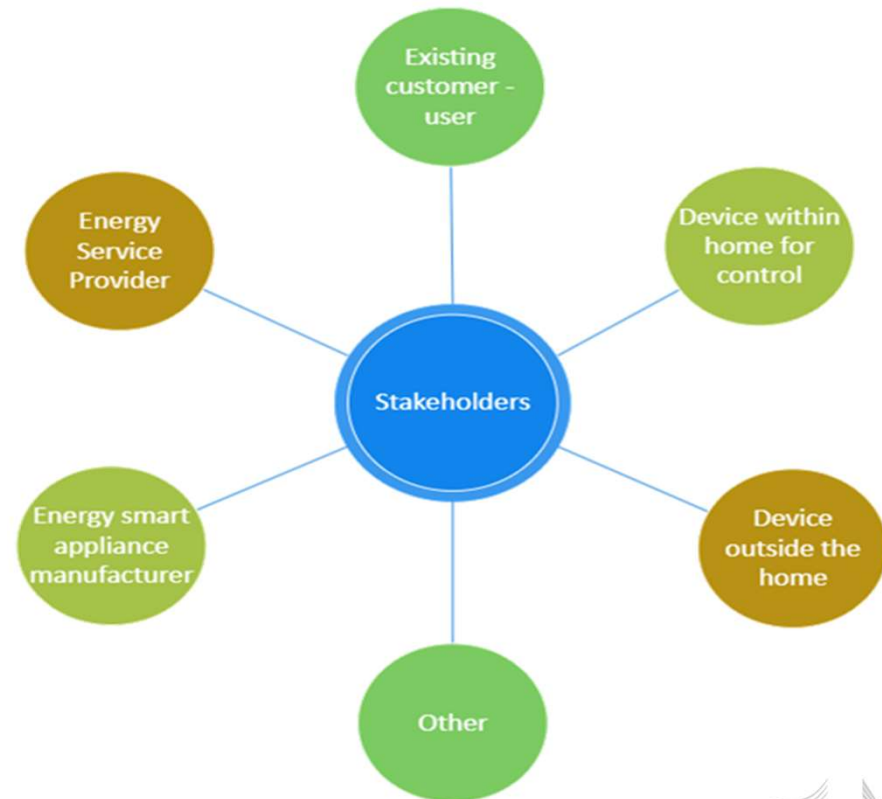 Existing
customer -
user
Energy
Service
Provider
Device within
home for
control
Stakeholders
Energy smart
appliance
manufacturer
Device
outside the
home
Other